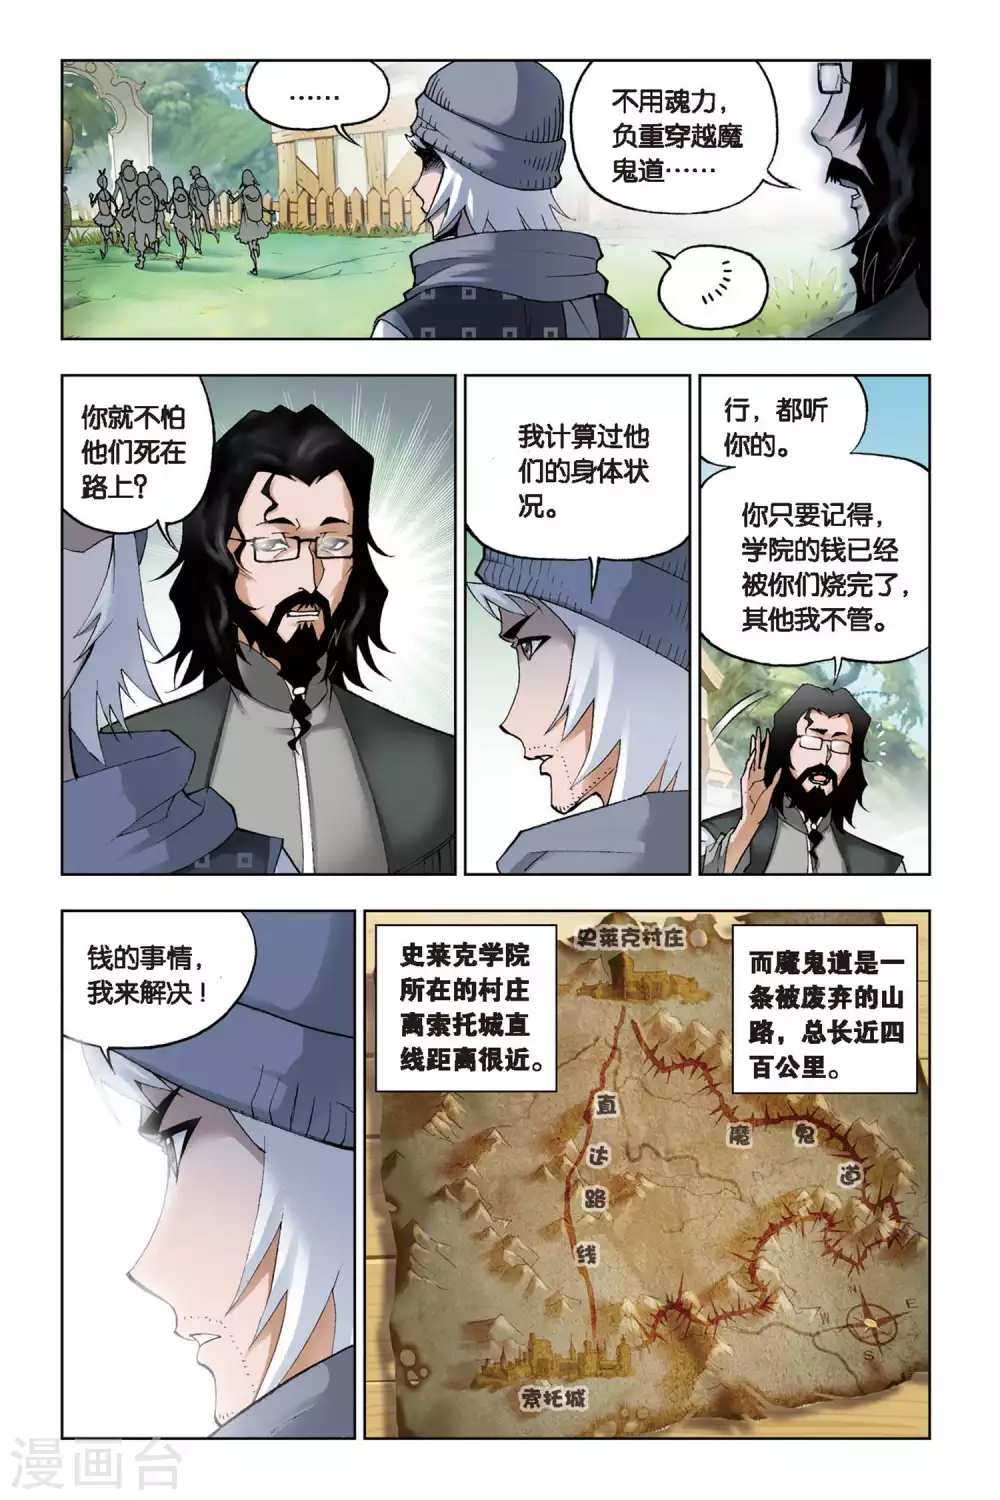 ……
不用魂力，
负重穿越魔
鬼道……
你就不怕
他们死在
路上？
我计算过他
们的身体状
况。
行，都听
你的。
你只要记得，
学院的钱已经
被你们烧完了，
其他我不管。
钱的事情，
我来解决！
史莱克学院
所在的村庄
离索托城直
线距离很近。
而魔鬼道是一
条被废弃的山
路，总长近四
百公里。
史莱克村庄
直达路线
魔鬼道
索托城
W
E
S
漫画台